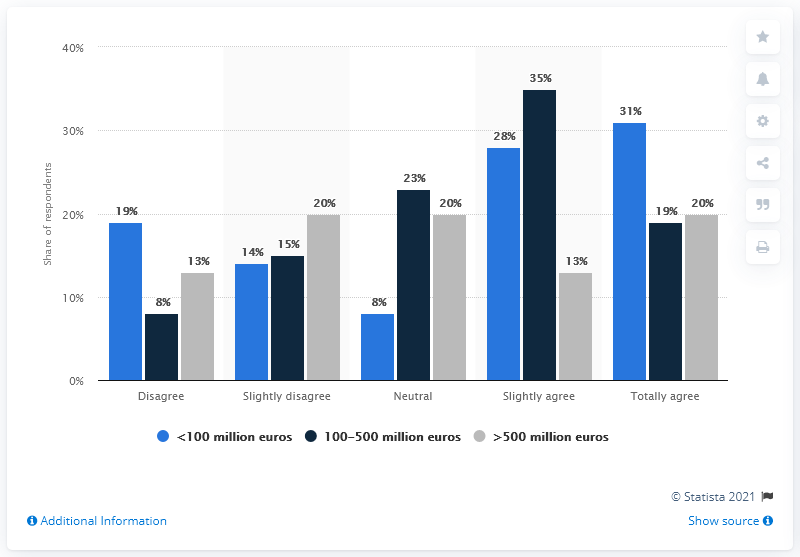 40%
35%
31%
30%
28%
23%
20%
20%
20%
20%
19%
19%
15%
14%
13%
13%
10%
8%
8%
0%
Share of respondents
Disagree
Slightly disagree
Neutral
Slightly agree
Totally agree
<100 million euros
100-500 million euros
>500 million euros
© Statista 2021
Additional Information
Show source